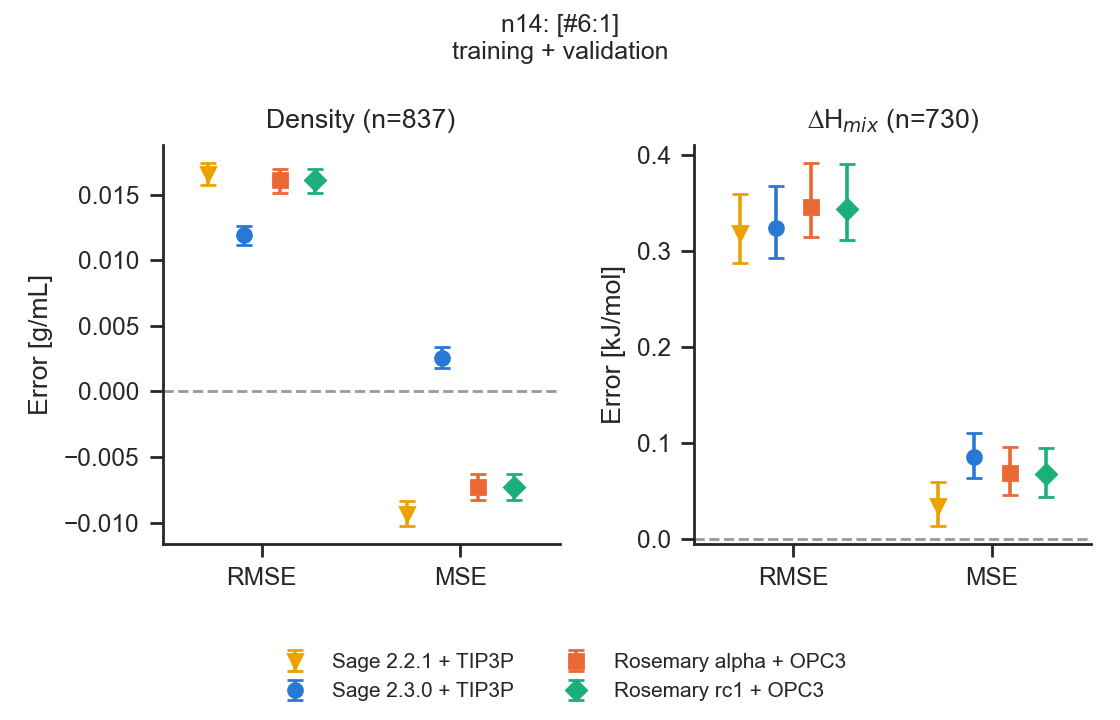 n14: [#6:1]
training + validation
Density (n=837)
Error [g/mL]
0.015
0.010
0.005
0.000
−0.005
−0.010
RMSE
MSE
ΔH_mix (n=730)
Error [kJ/mol]
0.4
0.3
0.2
0.1
0.0
RMSE
MSE
Sage 2.2.1 + TIP3P
Sage 2.3.0 + TIP3P
Rosemary alpha + OPC3
Rosemary rc1 + OPC3